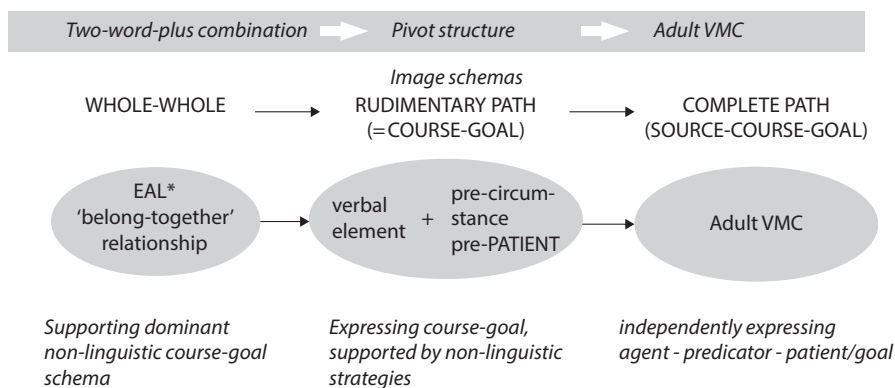 Two-word-plus combination Pivot structure Adult VMC
Image schemas
WHOLE-WHOLE RUDIMENTARY PATH COMPLETE PATH
(= COURSE-GOAL) (SOURCE-COURSE-GOAL)
EAL*
'belong-together'
relationship
verbal
element
+
pre-circum-
stance
pre-PATIENT
Adult VMC
Supporting dominant
non-linguistic course-goal
schema
Expressing course-goal,
supported by non-linguistic
strategies
independently expressing
agent - predicator - patient/goal